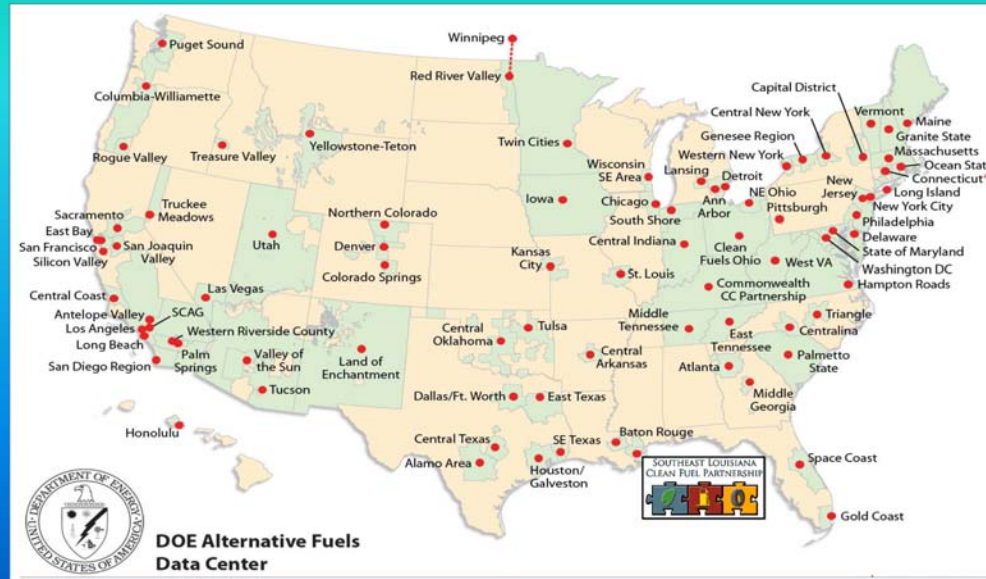 Winnipeg
Puget Sound
Red River Valley
Capital District
Columbia-Williamette
Central New York
Vermont
Maine
Genesee Region
Granite State
Rogue Valley
Treasure Valley
Yellowstone-Teton
Twin Cities
Wisconsin
SE Area
Western New York
Lansing
Detroit
Massachusetts
Ocean Stat
Connecticut
Truckee
Meadows
Iowa
Chicago
Ann
Arbor
NE Ohio
New
Jersey
Long Island
Sacramento
Northern Colorado
South Shore
Pittsburgh
New York City
East Bay
Utah
Denver
Kansas
City
Central Indiana
Clean
Fuels Ohio
Philadelphia
San Francisco
San Joaquin
Valley
Delaware
Silicon Valley
Colorado Springs
St. Louis
West VA
State of Maryland
Washington DC
Central Coast
Las Vegas
Commonwealth
CC Partnership
Hampton Roads
Antelope Valley
SCAG
Middle
Tennessee
Triangle
Los Angeles
Western Riverside County
Central
Oklahoma
Tulsa
East
Tennessee
Centralina
Long Beach
Palm
Springs
Valley of
the Sun
Land of
Enchantment
Central
Arkansas
Atlanta
Palmetto
State
San Diego Region
Tucson
Dallas/Ft. Worth
East Texas
Middle
Georgia
Honolulu
Central Texas
SE Texas
Baton Rouge
Alamo Area
Houston/
Galveston
SOUTHEAST LOUISIANA
CLEAN FUEL PARTNERSHIP
Space Coast
Gold Coast
DEPARTMENT OF ENERGY
UNITED STATES OF AMERICA
DOE Alternative Fuels
Data Center